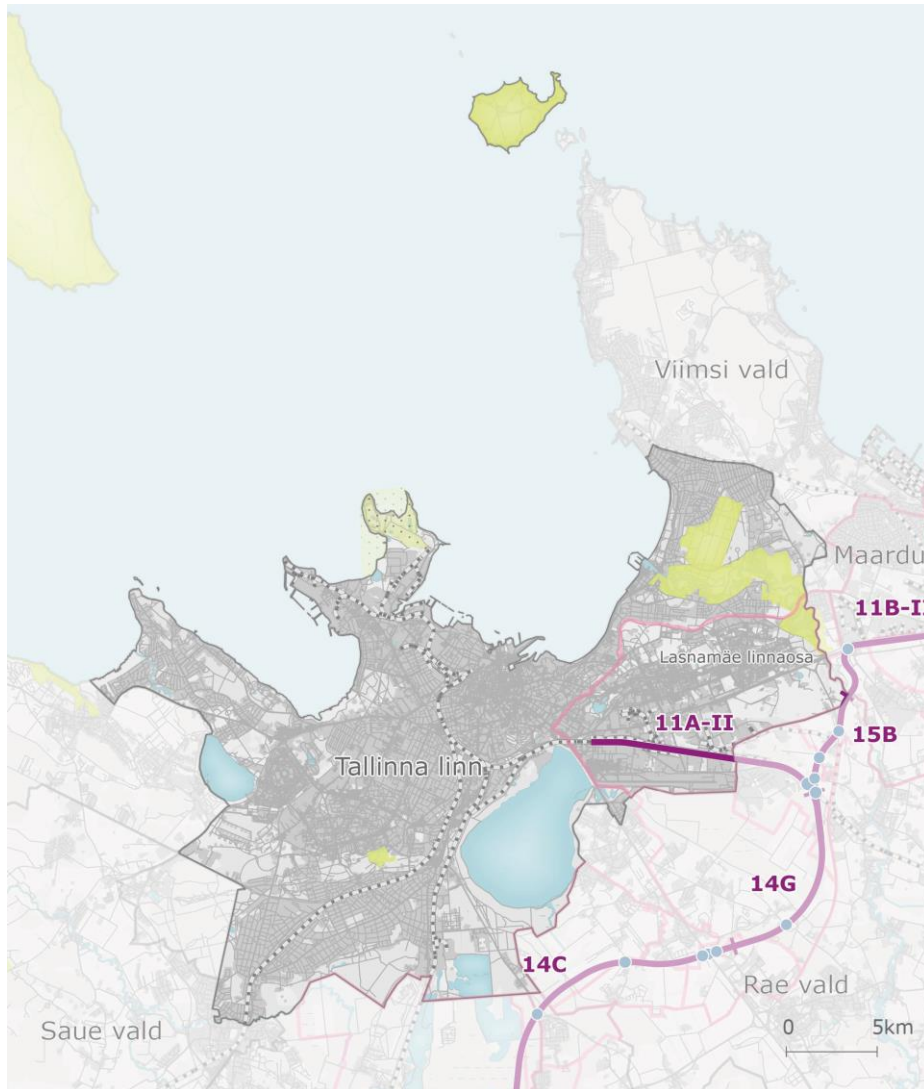 Viimsi vald
Maardu
11B-II
Lasnamäe linnaosa
11A-II
15B
Tallinna linn
14G
14C
Rae vald
Saue vald
0 5km